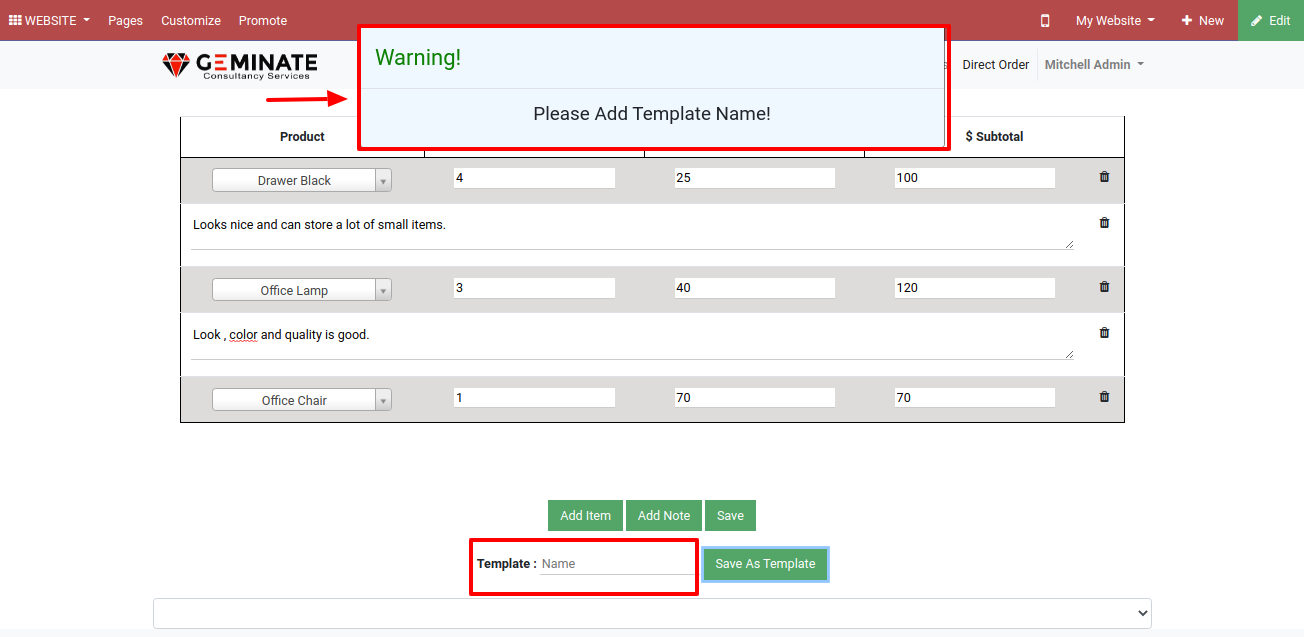 WEBSITE Pages Customize Promote My Website New Edit
GEMINATE
Consultancy Services
s Direct Order Mitchell Admin
Warning!
Please Add Template Name!
Product $ Subtotal
Drawer Black 4 25 100
Looks nice and can store a lot of small items.
Office Lamp 3 40 120
Look , color and quality is good.
Office Chair 1 70 70
Add Item Add Note Save
Template : Name Save As Template